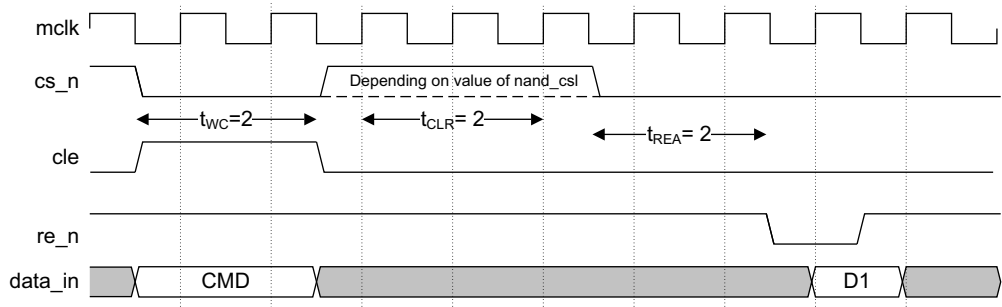 mclk
cs_n
Depending on value of nand_csl
tWC=2
tCLR= 2
tREA= 2
cle
re_n
data_in
CMD
D1